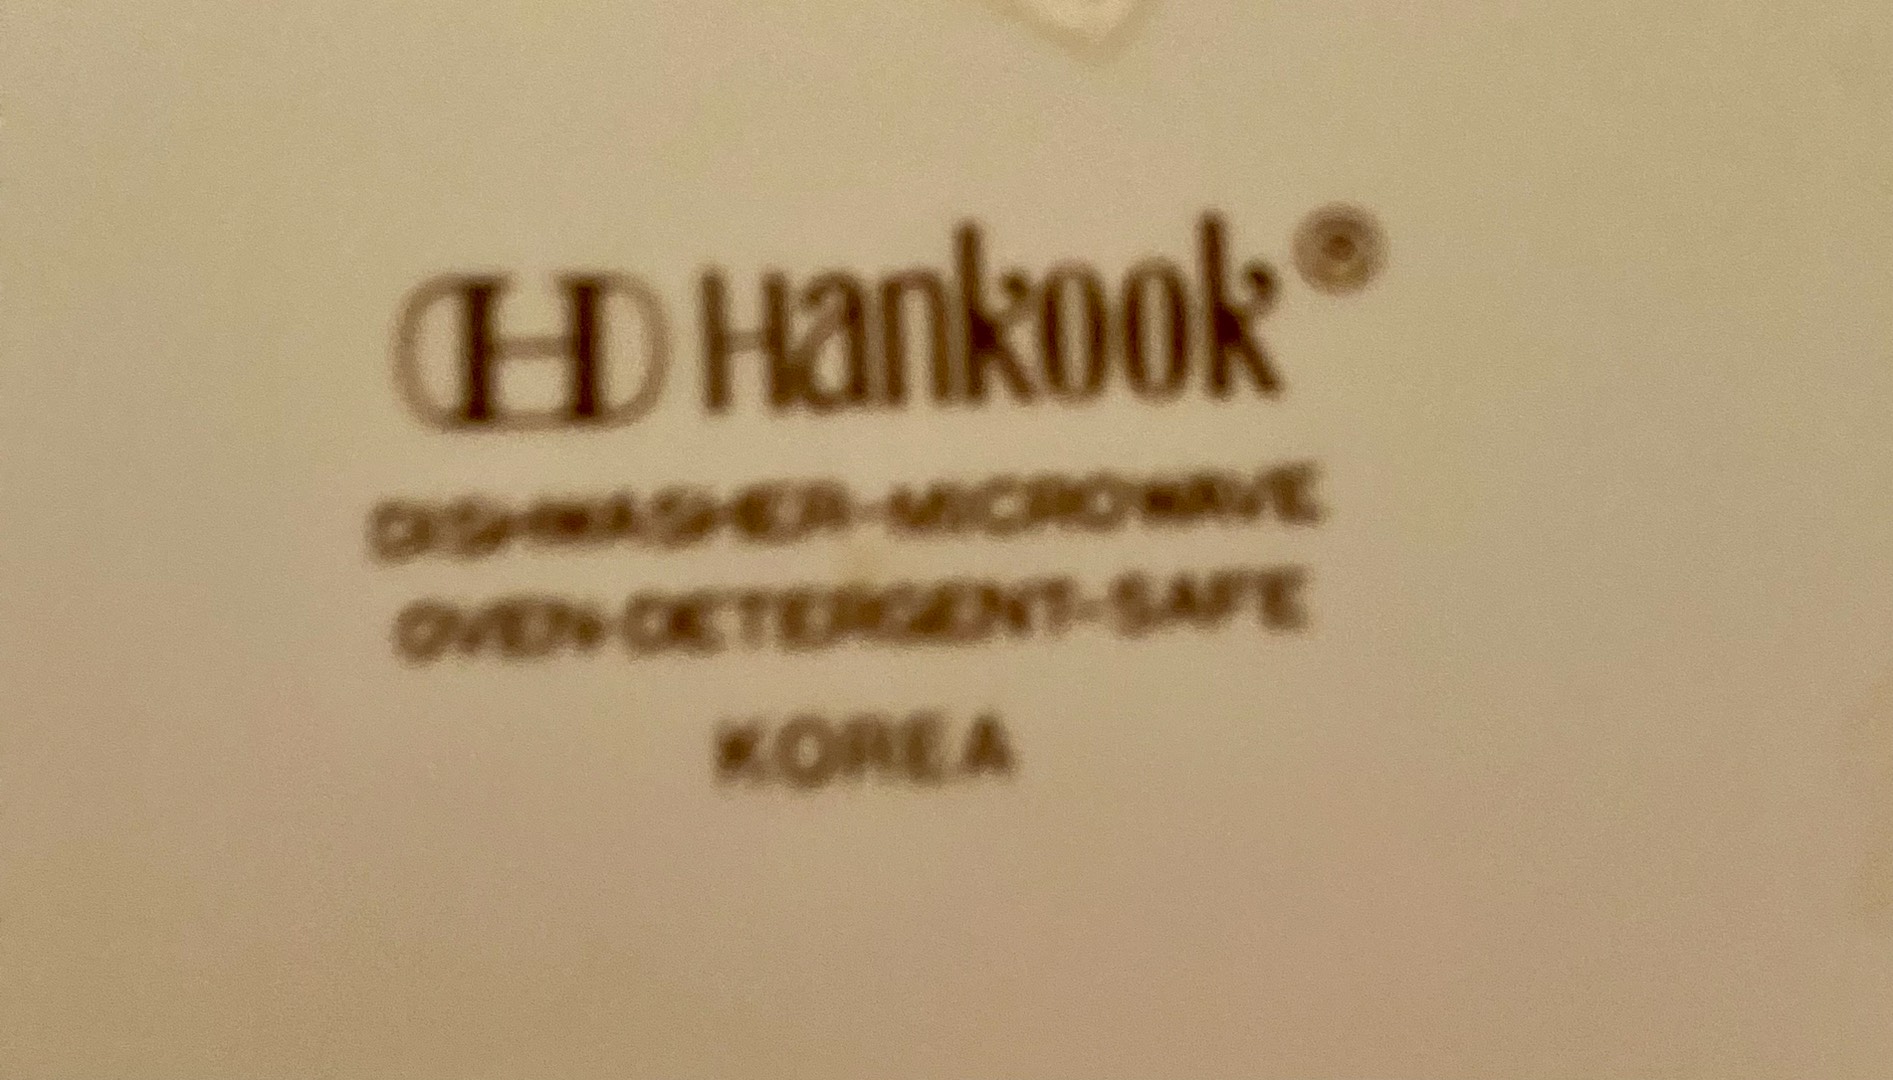 H Hankook®
DISHWASHER-MICROWAVE
OVEN-DETERGENT-SAFE
KOREA